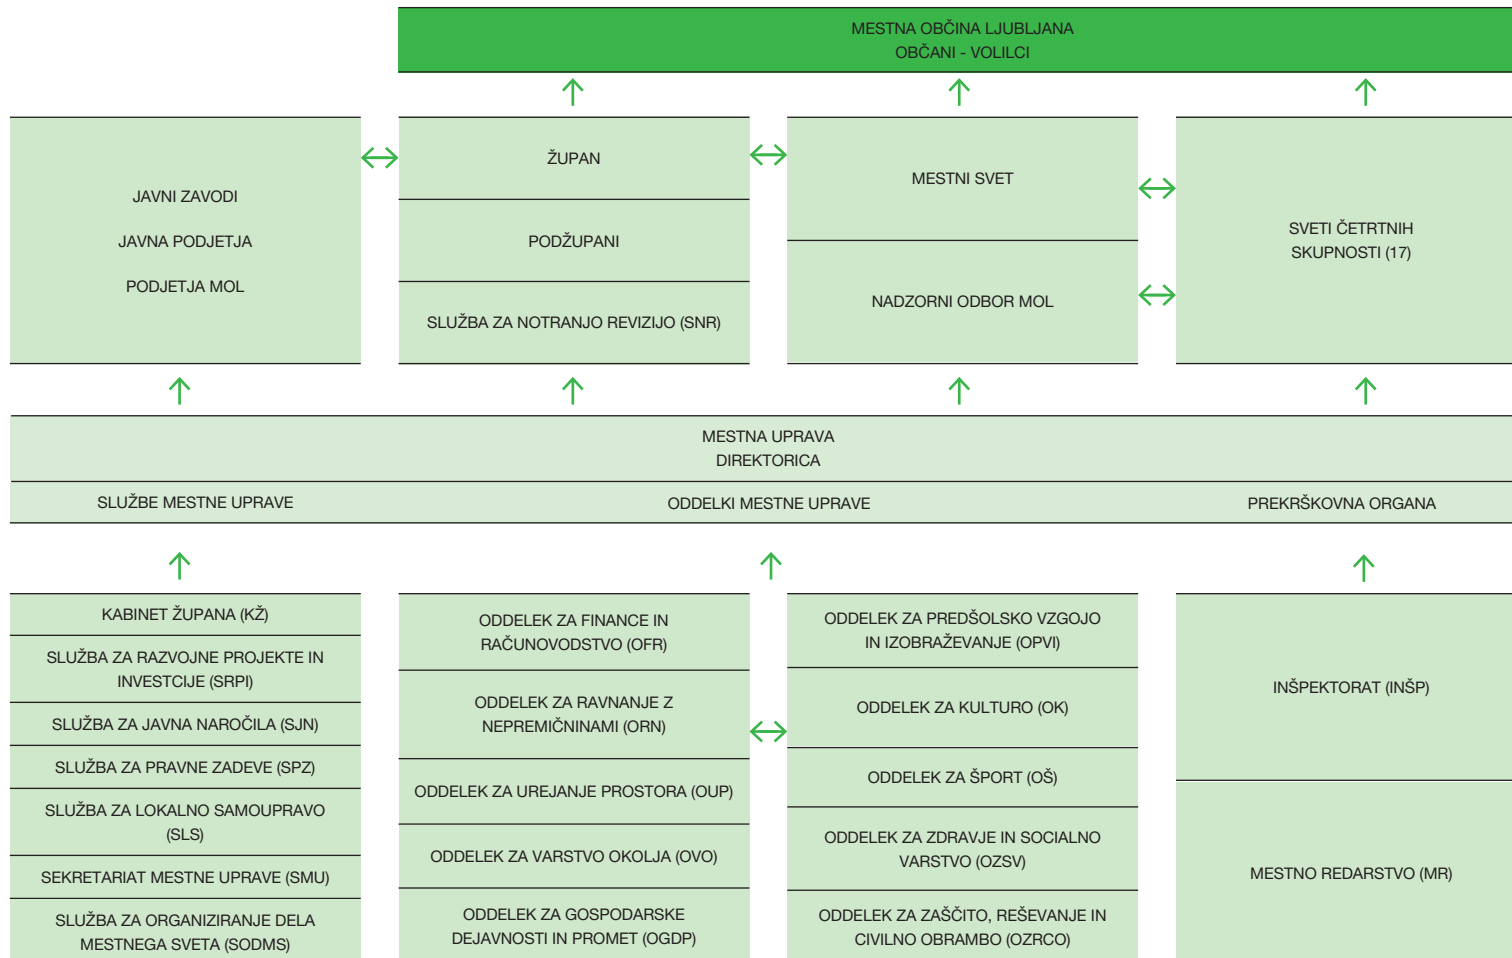 MESTNA OBČINA LJUBLJANA
OBČANI - VOLILCI
JAVNI ZAVODI
JAVNA PODJETJA
PODJETJA MOL
ŽUPAN
PODŽUPANI
SLUŽBA ZA NOTRANJO REVIZIJO (SNR)
MESTNI SVET
NADZORNI ODBOR MOL
SVETI ČETRTNIH
SKUPNOSTI (17)
MESTNA UPRAVA
DIREKTORICA
SLUŽBE MESTNE UPRAVE
ODDELKI MESTNE UPRAVE
PREKRŠKOVNA ORGANA
KABINET ŽUPANA (KŽ)
SLUŽBA ZA RAZVOJNE PROJEKTE IN
INVESTCIJE (SRPI)
SLUŽBA ZA JAVNA NAROČILA (SJN)
SLUŽBA ZA PRAVNE ZADEVE (SPZ)
SLUŽBA ZA LOKALNO SAMOUPRAVO
(SLS)
SEKRETARIAT MESTNE UPRAVE (SMU)
SLUŽBA ZA ORGANIZIRANJE DELA
MESTNEGA SVETA (SODMS)
ODDELEK ZA FINANCE IN
RAČUNOVODSTVO (OFR)
ODDELEK ZA RAVNANJE Z
NEPREMIČNINAMI (ORN)
ODDELEK ZA UREJANJE PROSTORA (OUP)
ODDELEK ZA VARSTVO OKOLJA (OVO)
ODDELEK ZA GOSPODARSKE
DEJAVNOSTI IN PROMET (OGDP)
ODDELEK ZA PREDŠOLSKO VZGOJO
IN IZOBRAŽEVANJE (OPVI)
ODDELEK ZA KULTURO (OK)
ODDELEK ZA ŠPORT (OŠ)
ODDELEK ZA ZDRAVJE IN SOCIALNO
VARSTVO (OZSV)
ODDELEK ZA ZAŠČITO, REŠEVANJE IN
CIVILNO OBRAMBO (OZRCO)
INŠPEKTORAT (INŠP)
MESTNO REDARSTVO (MR)